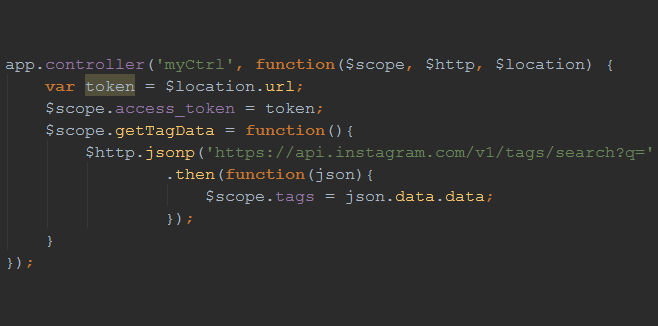 app.controller('myCtrl', function($scope, $http, $location) {
var token = $location.url;
$scope.access_token = token;
$scope.getTagData = function(){
$http.jsonp('https://api.instagram.com/v1/tags/search?q='
.then(function(json){
$scope.tags = json.data.data;
});
}
});